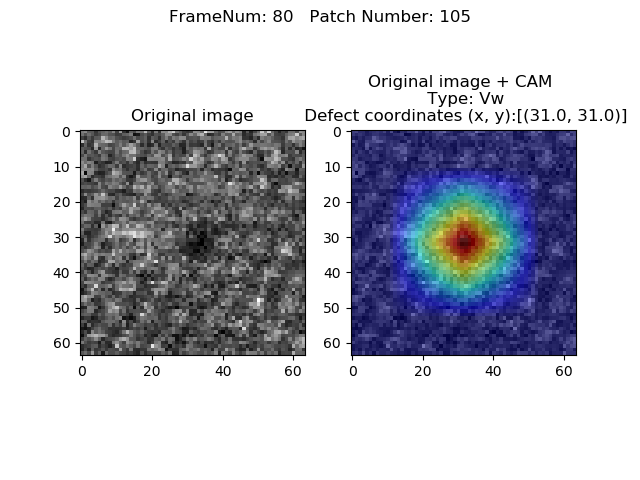 FrameNum: 80   Patch Number: 105
Original image
0
10
20
30
40
50
60
0 20 40 60
Original image + CAM
Type: Vw
Defect coordinates (x, y):[(31.0, 31.0)]
0
10
20
30
40
50
60
0 20 40 60